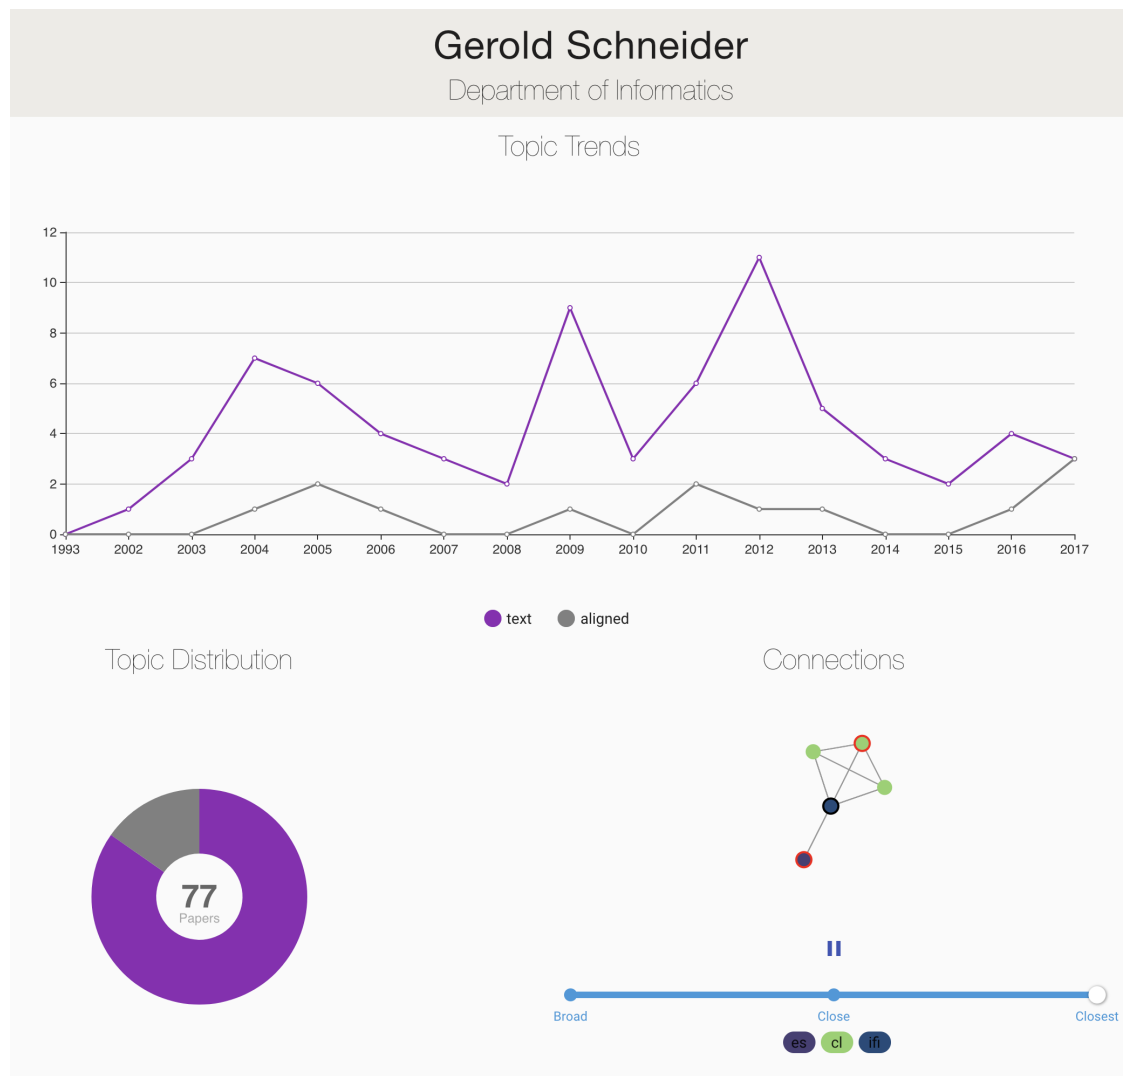 Gerold Schneider
Department of Informatics
Topic Trends
12
10
8
6
4
2
0
1993 2002 2003 2004 2005 2006 2007 2008 2009 2010 2011 2012 2013 2014 2015 2016 2017
text aligned
Topic Distribution
77
Papers
Connections
Broad Close Closest
es cl ifi